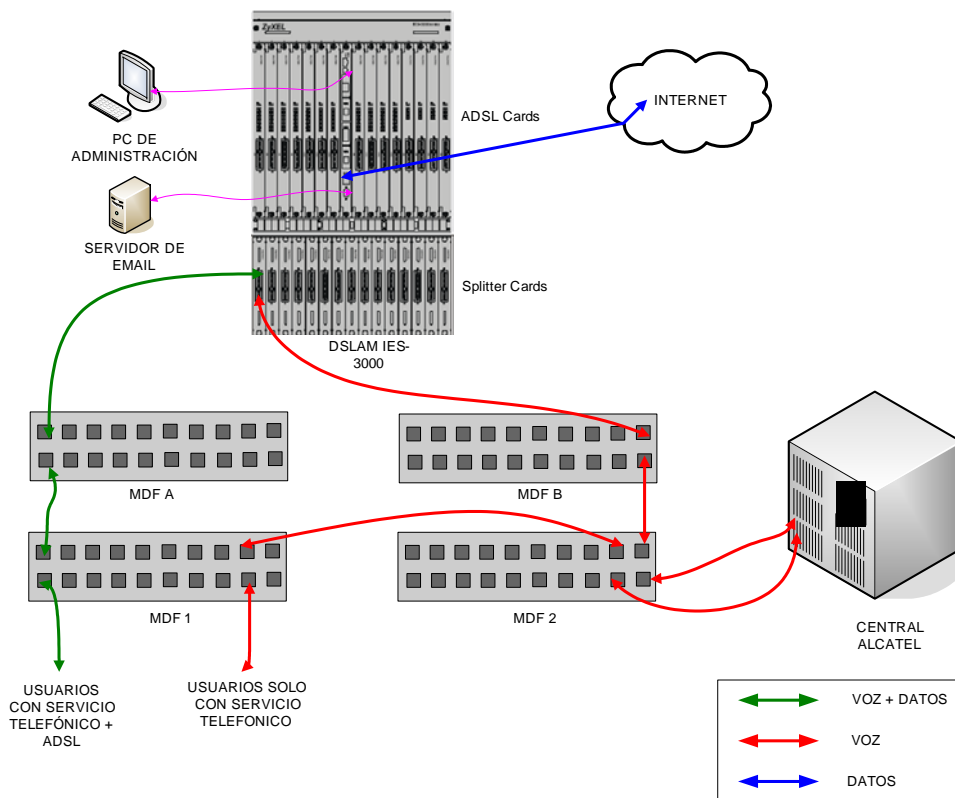 ZyXEL
INTERNET
ADSL Cards
PC DE
ADMINISTRACIÓN
SERVIDOR DE
EMAIL
Splitter Cards
DSLAM IES-
3000
MDF A
MDF B
MDF 1
MDF 2
CENTRAL
ALCATEL
USUARIOS
CON SERVICIO
TELEFÓNICO +
ADSL
USUARIOS SOLO
CON SERVICIO
TELEFONICO
VOZ + DATOS
VOZ
DATOS